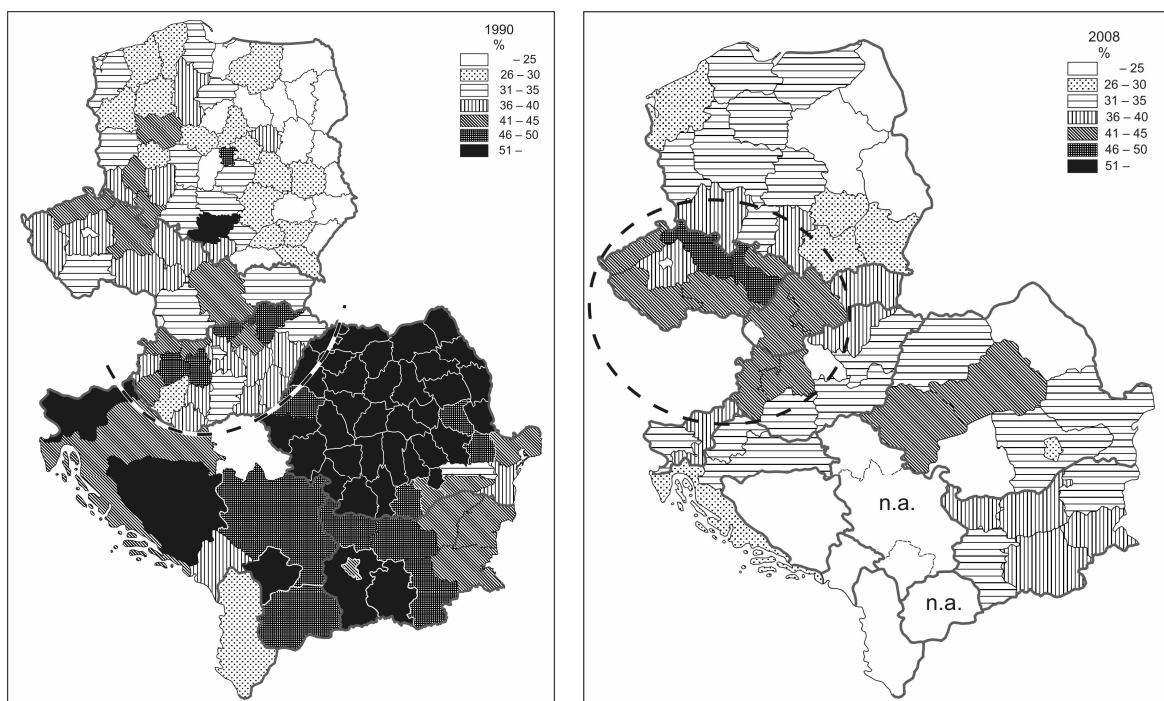 1990
%
– 25
26 – 30
31 – 35
36 – 40
41 – 45
46 – 50
51 –
2008
%
– 25
26 – 30
31 – 35
36 – 40
41 – 45
46 – 50
51 –
n.a.
n.a.